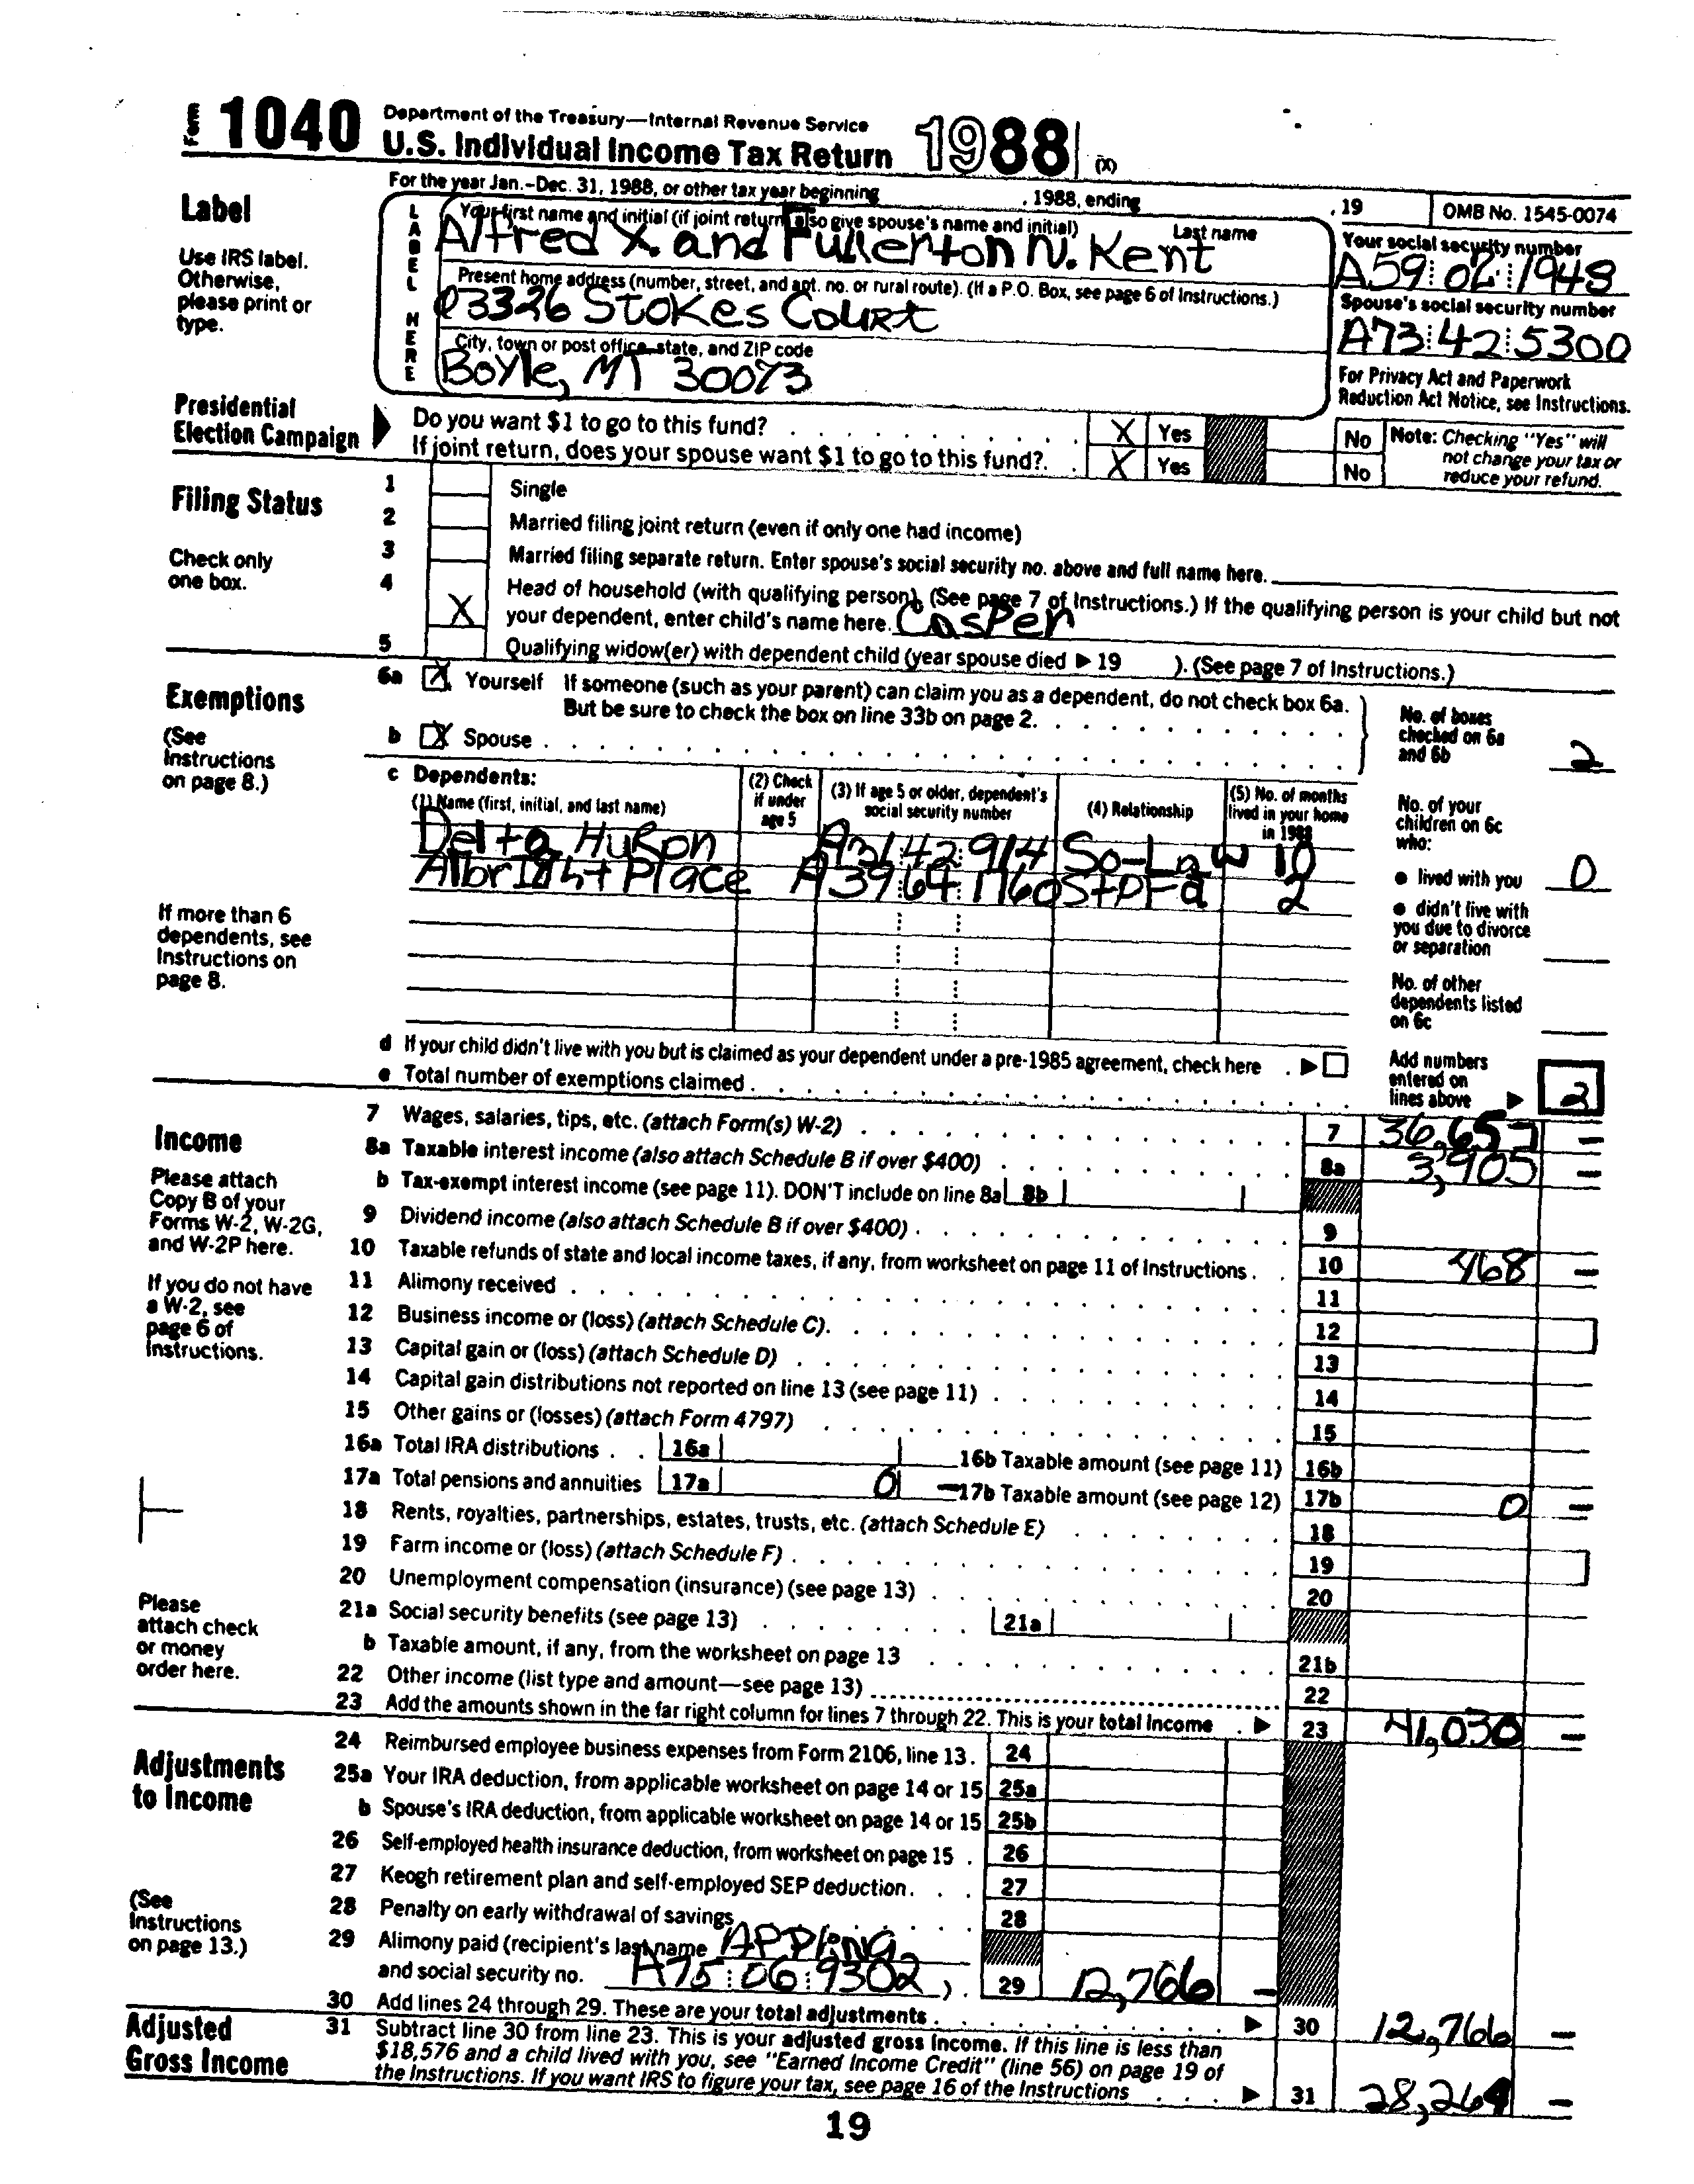 Form 1040 Department of the Treasury—Internal Revenue Service
U.S. Individual Income Tax Return 1988 (X)
For the year Jan.–Dec. 31, 1988, or other tax year beginning , 1988, ending , 19 OMB No. 1545-0074
Label
Use IRS label. Otherwise, please print or type.
LABEL HERE
Your first name and initial (if joint return, also give spouse's name and initial) Last name
Alfred X. and Fullerton N. Kent
Your social security number
A59 02 1948
Present home address (number, street, and apt. no. or rural route). (If a P.O. Box, see page 6 of Instructions.)
03326 Stokes Court
Spouse's social security number
A73 42 5300
City, town or post office, state, and ZIP code
Boyle, MT 30073
For Privacy Act and Paperwork Reduction Act Notice, see Instructions.
Presidential Election Campaign
Do you want $1 to go to this fund? X Yes No
If joint return, does your spouse want $1 to go to this fund?. X Yes No
Note: Checking "Yes" will not change your tax or reduce your refund.
Filing Status
Check only one box.
1 Single
2 Married filing joint return (even if only one had income)
3 Married filing separate return. Enter spouse's social security no. above and full name here.
4 X Head of household (with qualifying person). (See page 7 of Instructions.) If the qualifying person is your child but not
your dependent, enter child's name here. Casper
5 Qualifying widow(er) with dependent child (year spouse died ▶ 19 ). (See page 7 of Instructions.)
Exemptions
(See Instructions on page 8.)
6a X Yourself If someone (such as your parent) can claim you as a dependent, do not check box 6a.
But be sure to check the box on line 33b on page 2.
b X Spouse
No. of boxes checked on 6a and 6b 2
c Dependents:
(1) Name (first, initial, and last name) (2) Check if under age 5 (3) If age 5 or older, dependent's social security number (4) Relationship (5) No. of months lived in your home in 1988
Delta Huron A31 42 914 So-Law 10
Albright Place A39 64 1160 StpFa 2
No. of your children on 6c who:
● lived with you 0
● didn't live with you due to divorce or separation
No. of other dependents listed on 6c
If more than 6 dependents, see Instructions on page 8.
d If your child didn't live with you but is claimed as your dependent under a pre-1985 agreement, check here ▶
e Total number of exemptions claimed
Add numbers entered on lines above ▶ 2
Income
Please attach Copy B of your Forms W-2, W-2G, and W-2P here.
If you do not have a W-2, see page 6 of Instructions.
Please attach check or money order here.
7 Wages, salaries, tips, etc. (attach Form(s) W-2) 7 36,657 –
8a Taxable interest income (also attach Schedule B if over $400) 8a 3,905 –
b Tax-exempt interest income (see page 11). DON'T include on line 8a 8b
9 Dividend income (also attach Schedule B if over $400) 9
10 Taxable refunds of state and local income taxes, if any, from worksheet on page 11 of Instructions 10 468 –
11 Alimony received 11
12 Business income or (loss) (attach Schedule C). 12
13 Capital gain or (loss) (attach Schedule D) 13
14 Capital gain distributions not reported on line 13 (see page 11) 14
15 Other gains or (losses) (attach Form 4797) 15
16a Total IRA distributions 16a 16b Taxable amount (see page 11) 16b
17a Total pensions and annuities 17a 0 – 17b Taxable amount (see page 12) 17b 0 –
18 Rents, royalties, partnerships, estates, trusts, etc. (attach Schedule E) 18
19 Farm income or (loss) (attach Schedule F) 19
20 Unemployment compensation (insurance) (see page 13) 20
21a Social security benefits (see page 13) 21a
b Taxable amount, if any, from the worksheet on page 13 21b
22 Other income (list type and amount—see page 13) 22
23 Add the amounts shown in the far right column for lines 7 through 22. This is your total income ▶ 23 41,030 –
Adjustments to Income
(See Instructions on page 13.)
24 Reimbursed employee business expenses from Form 2106, line 13. 24
25a Your IRA deduction, from applicable worksheet on page 14 or 15 25a
b Spouse's IRA deduction, from applicable worksheet on page 14 or 15 25b
26 Self-employed health insurance deduction, from worksheet on page 15 26
27 Keogh retirement plan and self-employed SEP deduction 27
28 Penalty on early withdrawal of savings 28
29 Alimony paid (recipient's last name APPling
and social security no. A75 06 9302 ). 29 12,766 –
30 Add lines 24 through 29. These are your total adjustments ▶ 30 12,766 –
Adjusted Gross Income
31 Subtract line 30 from line 23. This is your adjusted gross income. If this line is less than
$18,576 and a child lived with you, see "Earned Income Credit" (line 56) on page 19 of
the Instructions. If you want IRS to figure your tax, see page 16 of the Instructions ▶ 31 28,264 –
19